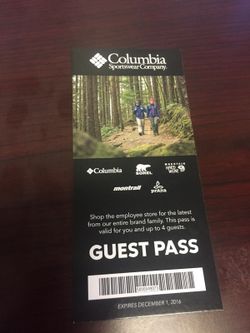 Columbia
Sportswear Company
Columbia
SOREL
MOUNTAIN
HARD
WEAR
montrail
prAna
Shop the employee store for the latest
from our entire brand family. This pass is
valid for you and up to 4 guests.
GUEST PASS
EXPIRES DECEMBER 1, 2016